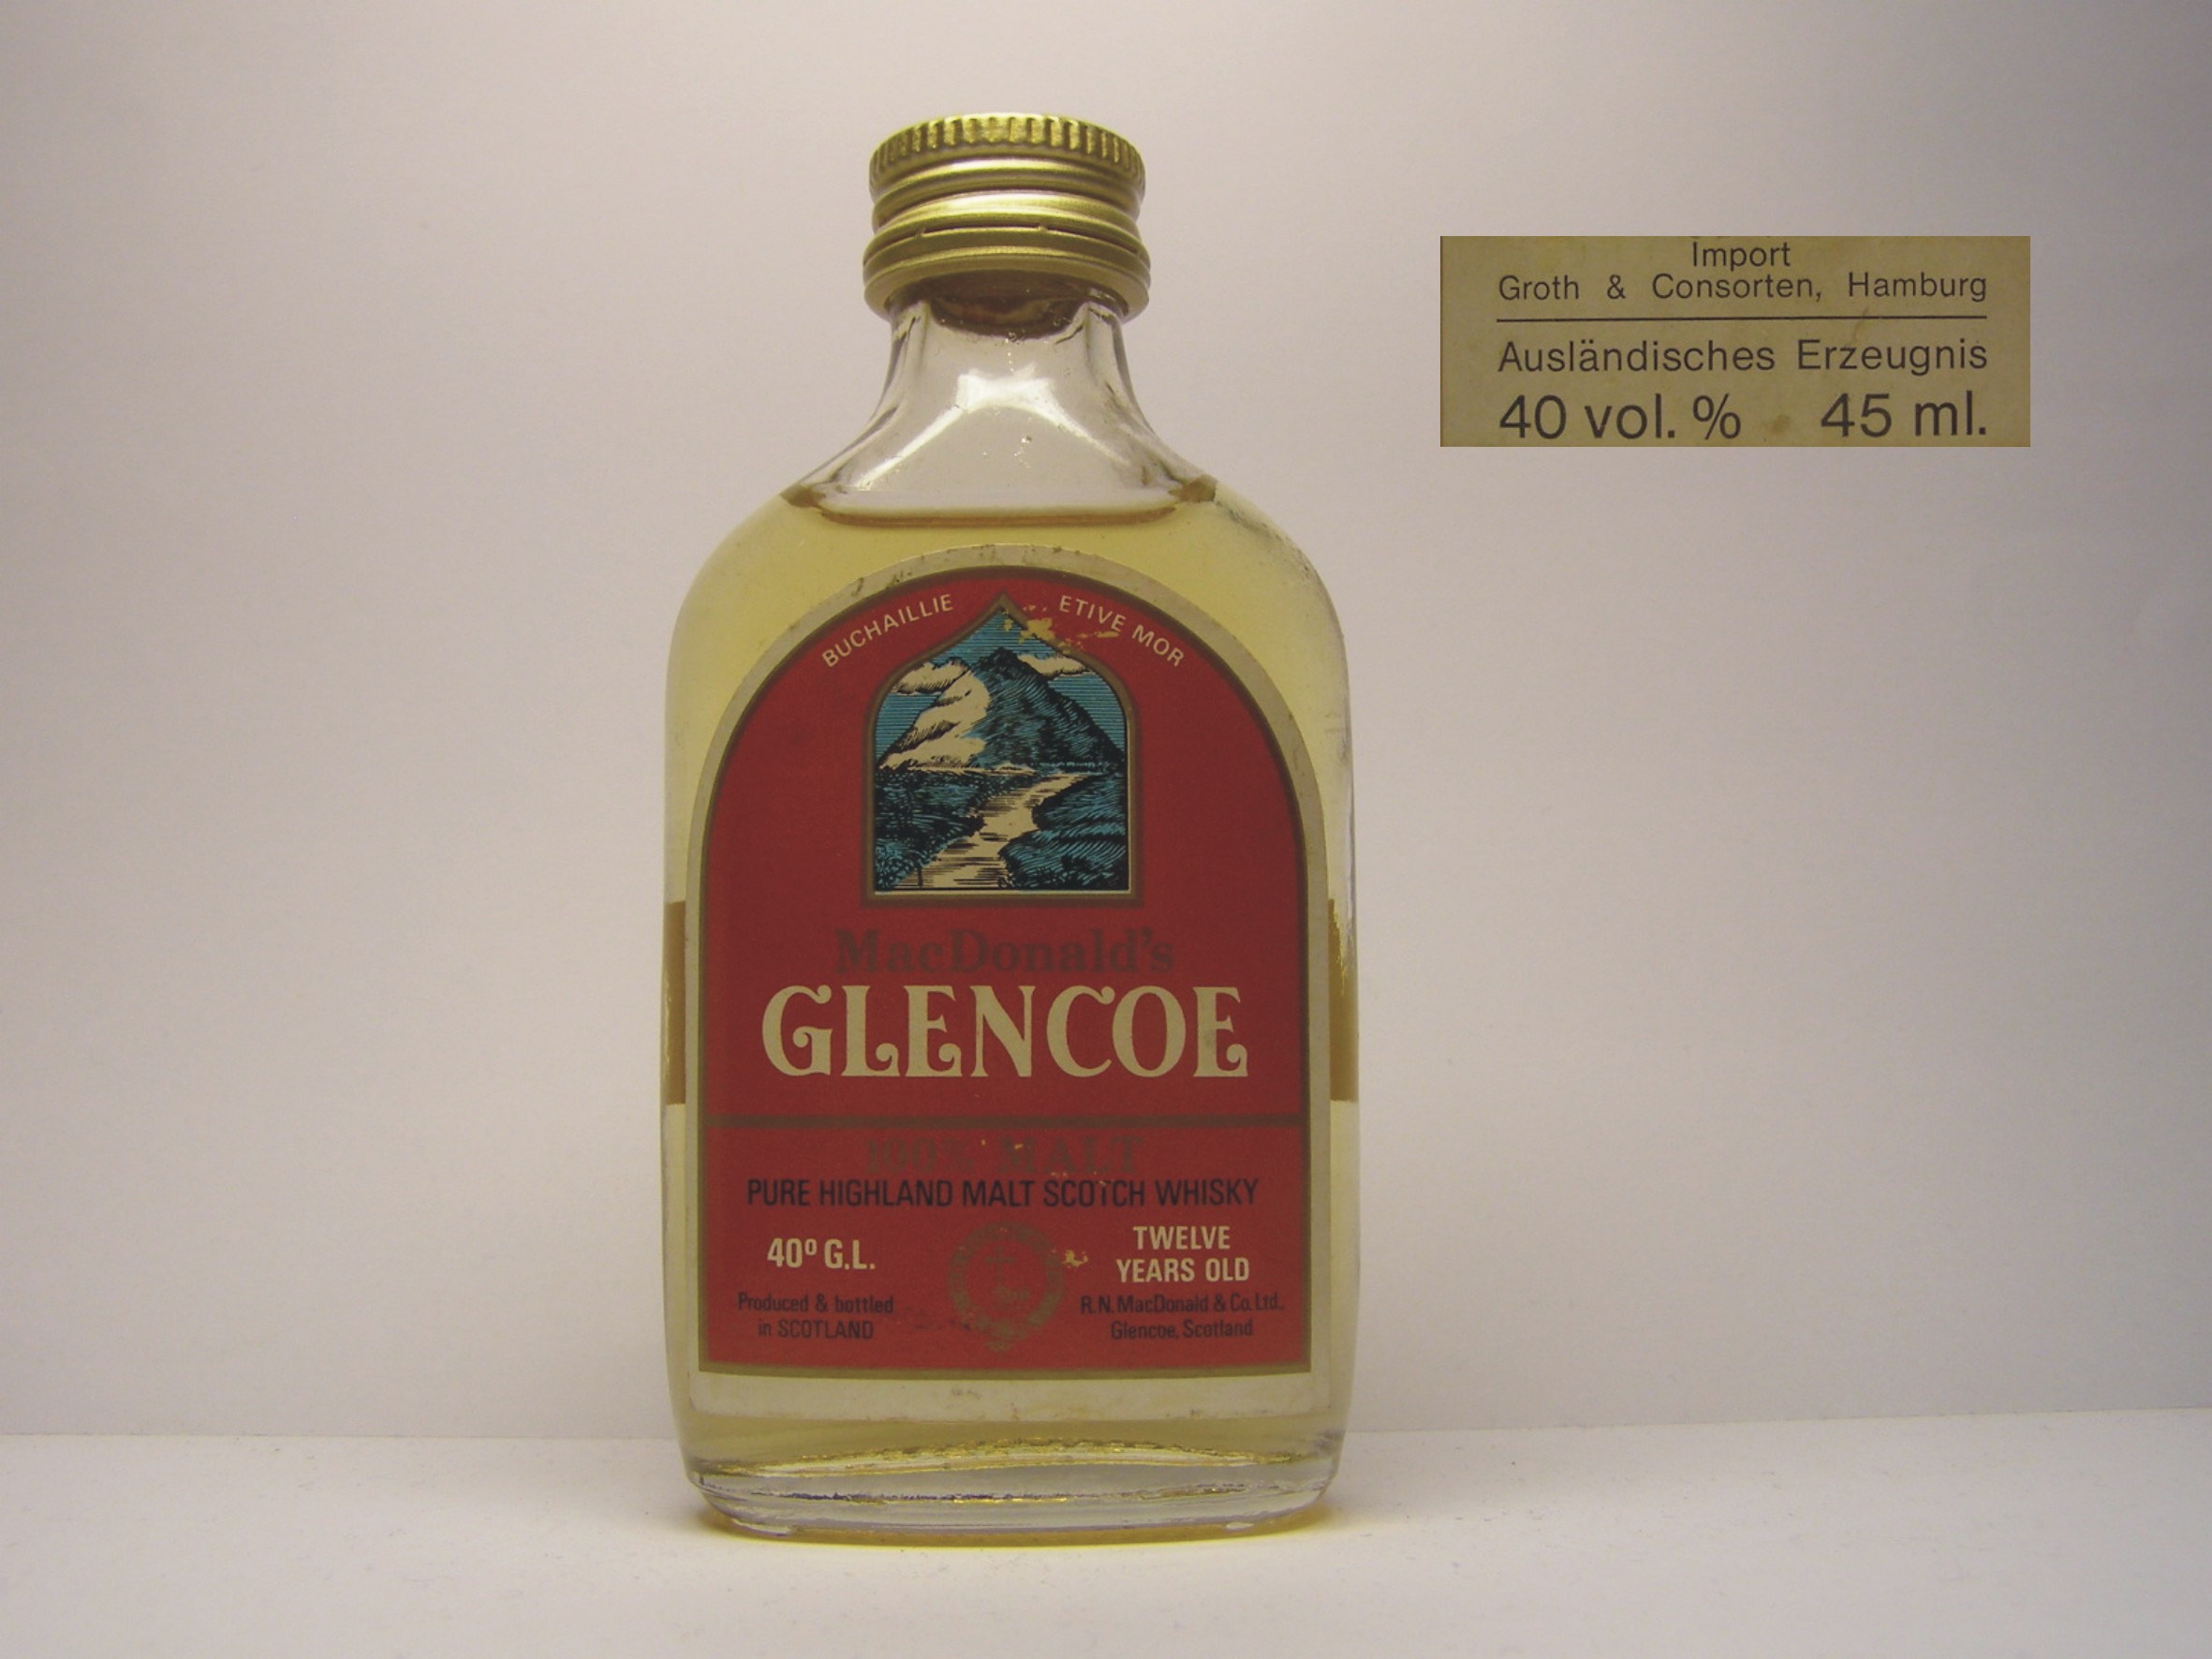 BUCHAILLIE ETIVE MOR
MacDonald's
GLENCOE
100% MALT
PURE HIGHLAND MALT SCOTCH WHISKY
40º G.L.
TWELVE
YEARS OLD
Produced & bottled
in SCOTLAND
R.N. MacDonald & Co. Ltd.,
Glencoe, Scotland
Import
Groth & Consorten, Hamburg
Ausländisches Erzeugnis
40 vol. % 45 ml.